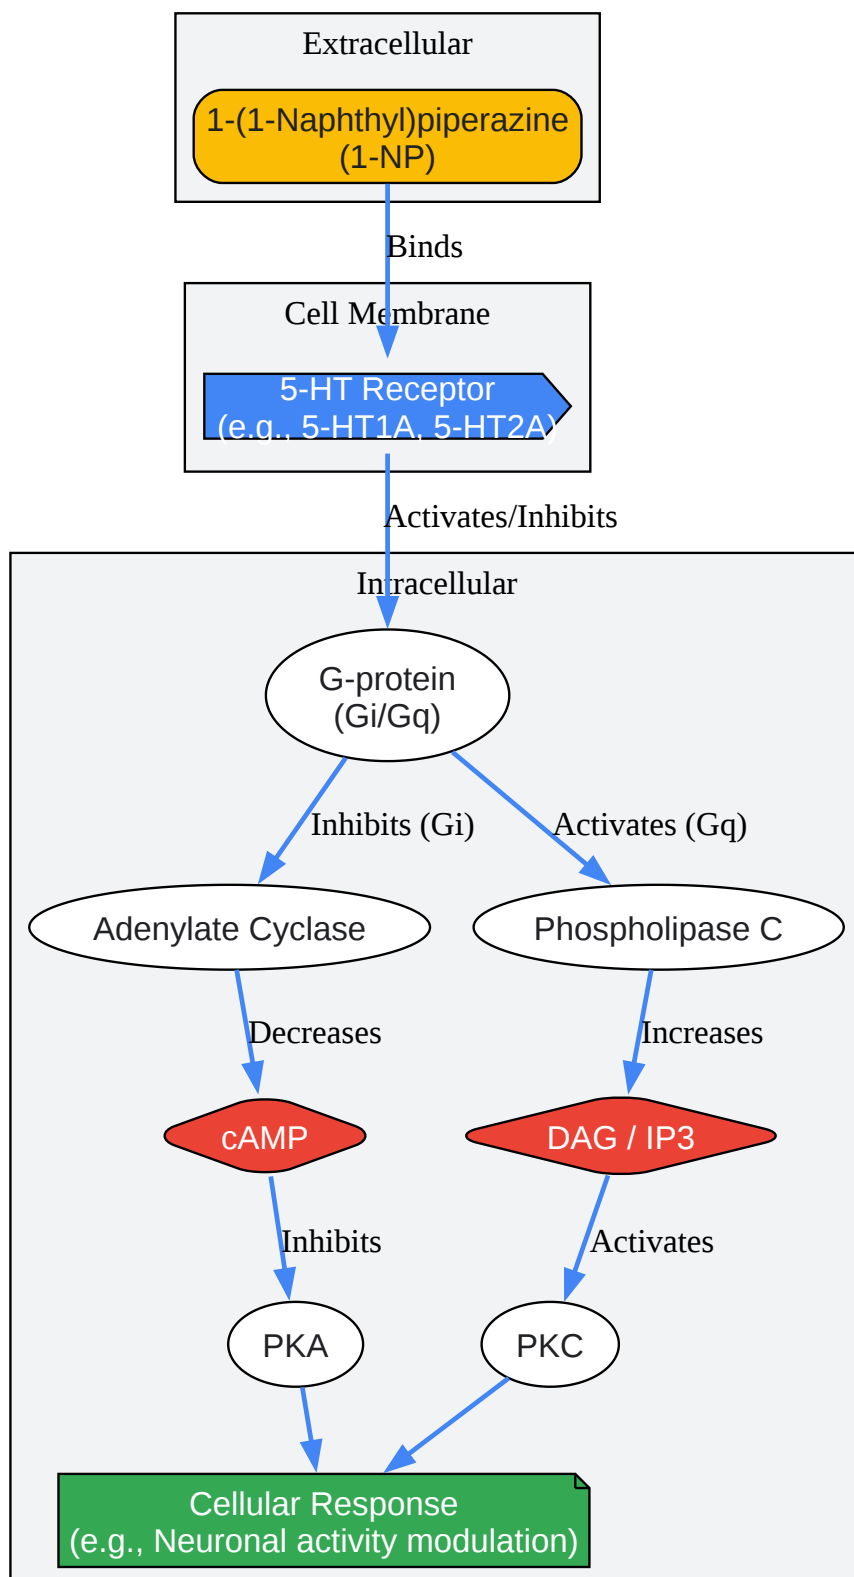 Extracellular
1-(1-Naphthyl)piperazine
(1-NP)
Binds
Cell Membrane
5-HT Receptor
(e.g., 5-HT1A, 5-HT2A)
Activates/Inhibits
Intracellular
G-protein
(Gi/Gq)
Inhibits (Gi)
Activates (Gq)
Adenylate Cyclase
Phospholipase C
Decreases
Increases
cAMP
DAG / IP3
Inhibits
Activates
PKA
PKC
Cellular Response
(e.g., Neuronal activity modulation)